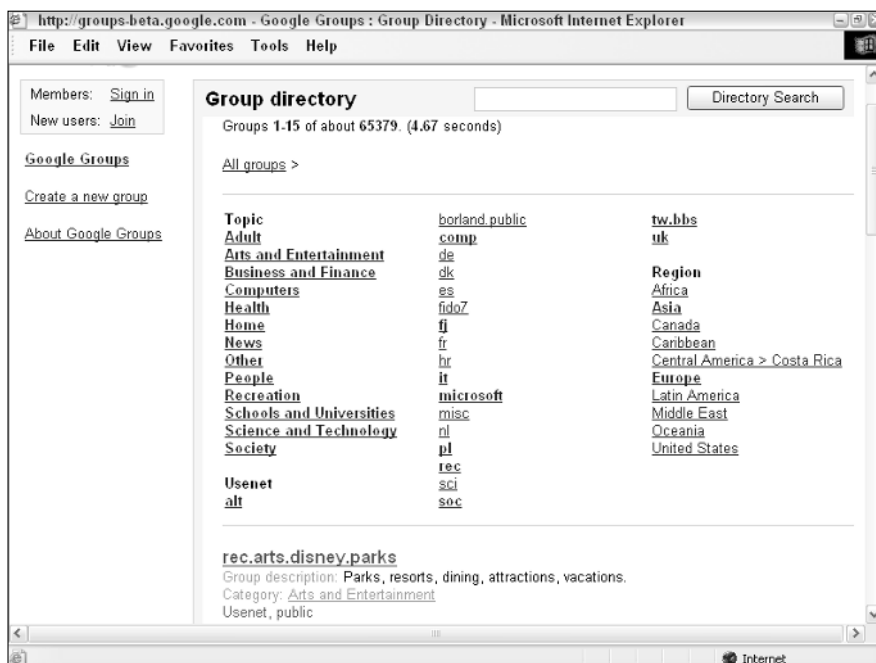 http://groups-beta.google.com - Google Groups : Group Directory - Microsoft Internet Explorer
File Edit View Favorites Tools Help
Members: Sign in
New users: Join
Google Groups
Create a new group
About Google Groups
Group directory
Directory Search
Groups 1-15 of about 65379. (4.67 seconds)
All groups >
Topic
Adult
Arts and Entertainment
Business and Finance
Computers
Health
Home
News
Other
People
Recreation
Schools and Universities
Science and Technology
Society
Usenet
alt
borland.public
comp
de
dk
es
fido7
fj
fr
hr
it
microsoft
misc
nl
pl
rec
sci
soc
tw.bbs
uk
Region
Africa
Asia
Canada
Caribbean
Central America > Costa Rica
Europe
Latin America
Middle East
Oceania
United States
rec.arts.disney.parks
Group description: Parks, resorts, dining, attractions, vacations.
Category: Arts and Entertainment
Usenet, public
Internet